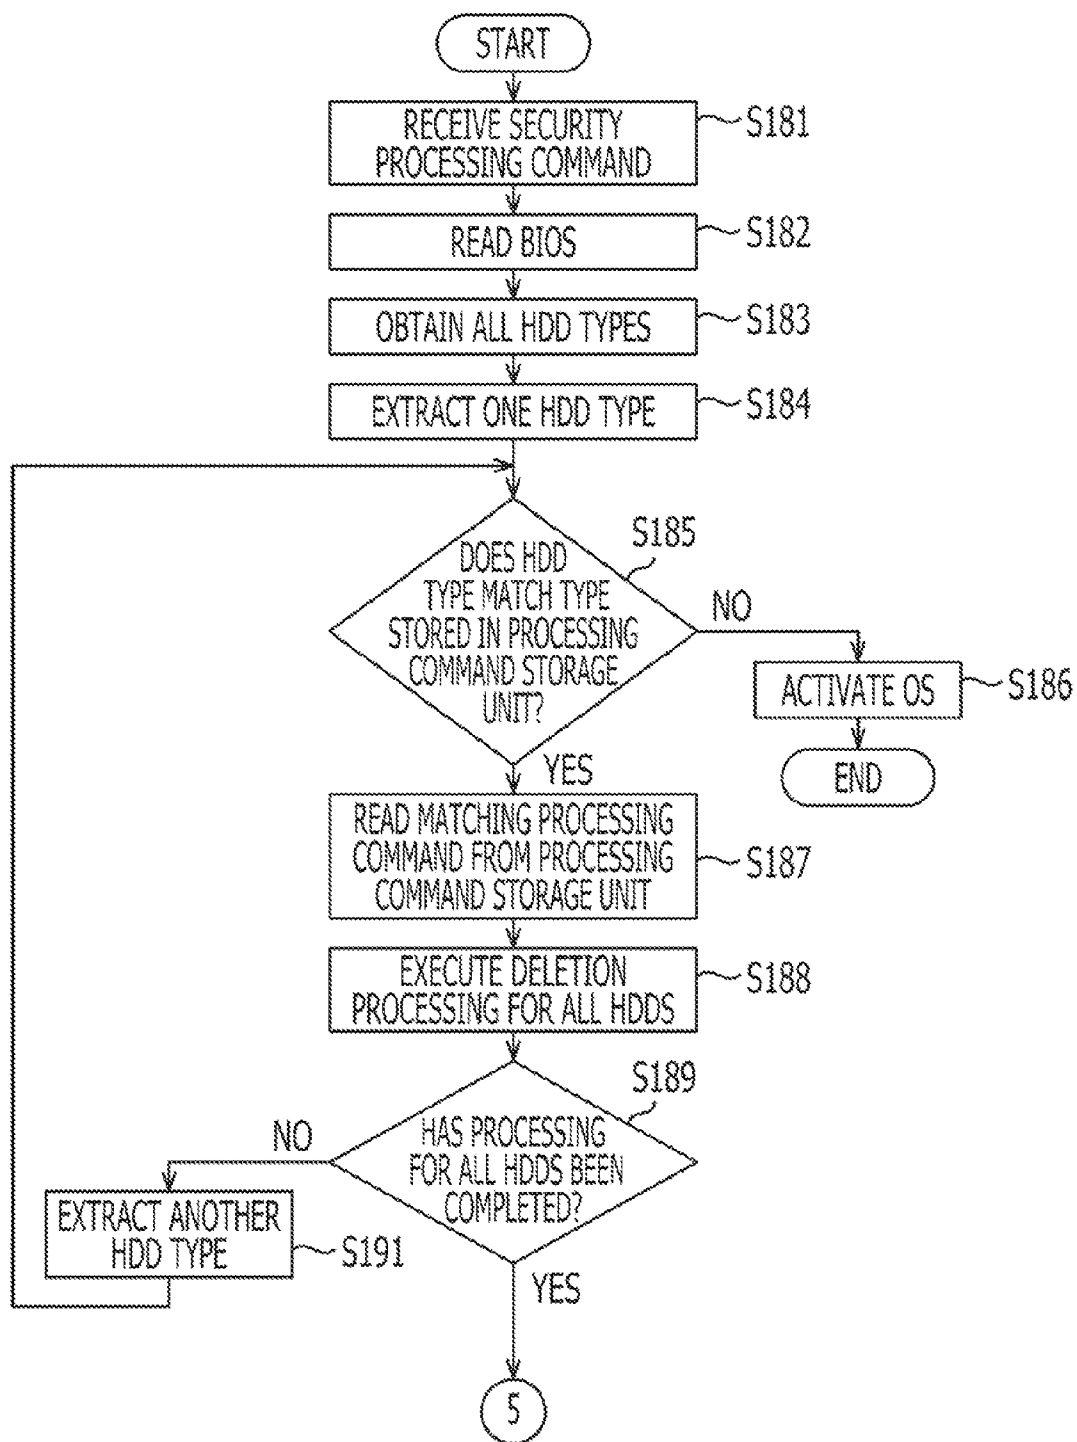 START
RECEIVE SECURITY
PROCESSING COMMAND
S181
READ BIOS
S182
OBTAIN ALL HDD TYPES
S183
EXTRACT ONE HDD TYPE
S184
DOES HDD
TYPE MATCH TYPE
STORED IN PROCESSING
COMMAND STORAGE
UNIT?
S185
NO
ACTIVATE OS
S186
END
YES
READ MATCHING PROCESSING
COMMAND FROM PROCESSING
COMMAND STORAGE UNIT
S187
EXECUTE DELETION
PROCESSING FOR ALL HDDS
S188
HAS PROCESSING
FOR ALL HDDS BEEN
COMPLETED?
S189
NO
EXTRACT ANOTHER
HDD TYPE
S191
YES
5